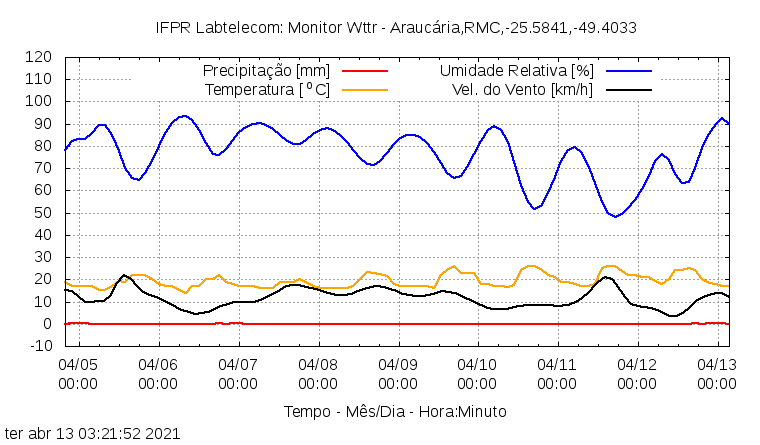 IFPR Labtelecom: Monitor Wttr - Araucária,RMC,-25.5841,-49.4033
120
110
100
90
80
70
60
50
40
30
20
10
0
-10
Precipitação [mm]
Temperatura [ ⁰C]
Umidade Relativa [%]
Vel. do Vento [km/h]
04/05 04/06 04/07 04/08 04/09 04/10 04/11 04/12 04/13
00:00 00:00 00:00 00:00 00:00 00:00 00:00 00:00 00:00
Tempo - Mês/Dia - Hora:Minuto
ter abr 13 03:21:52 2021